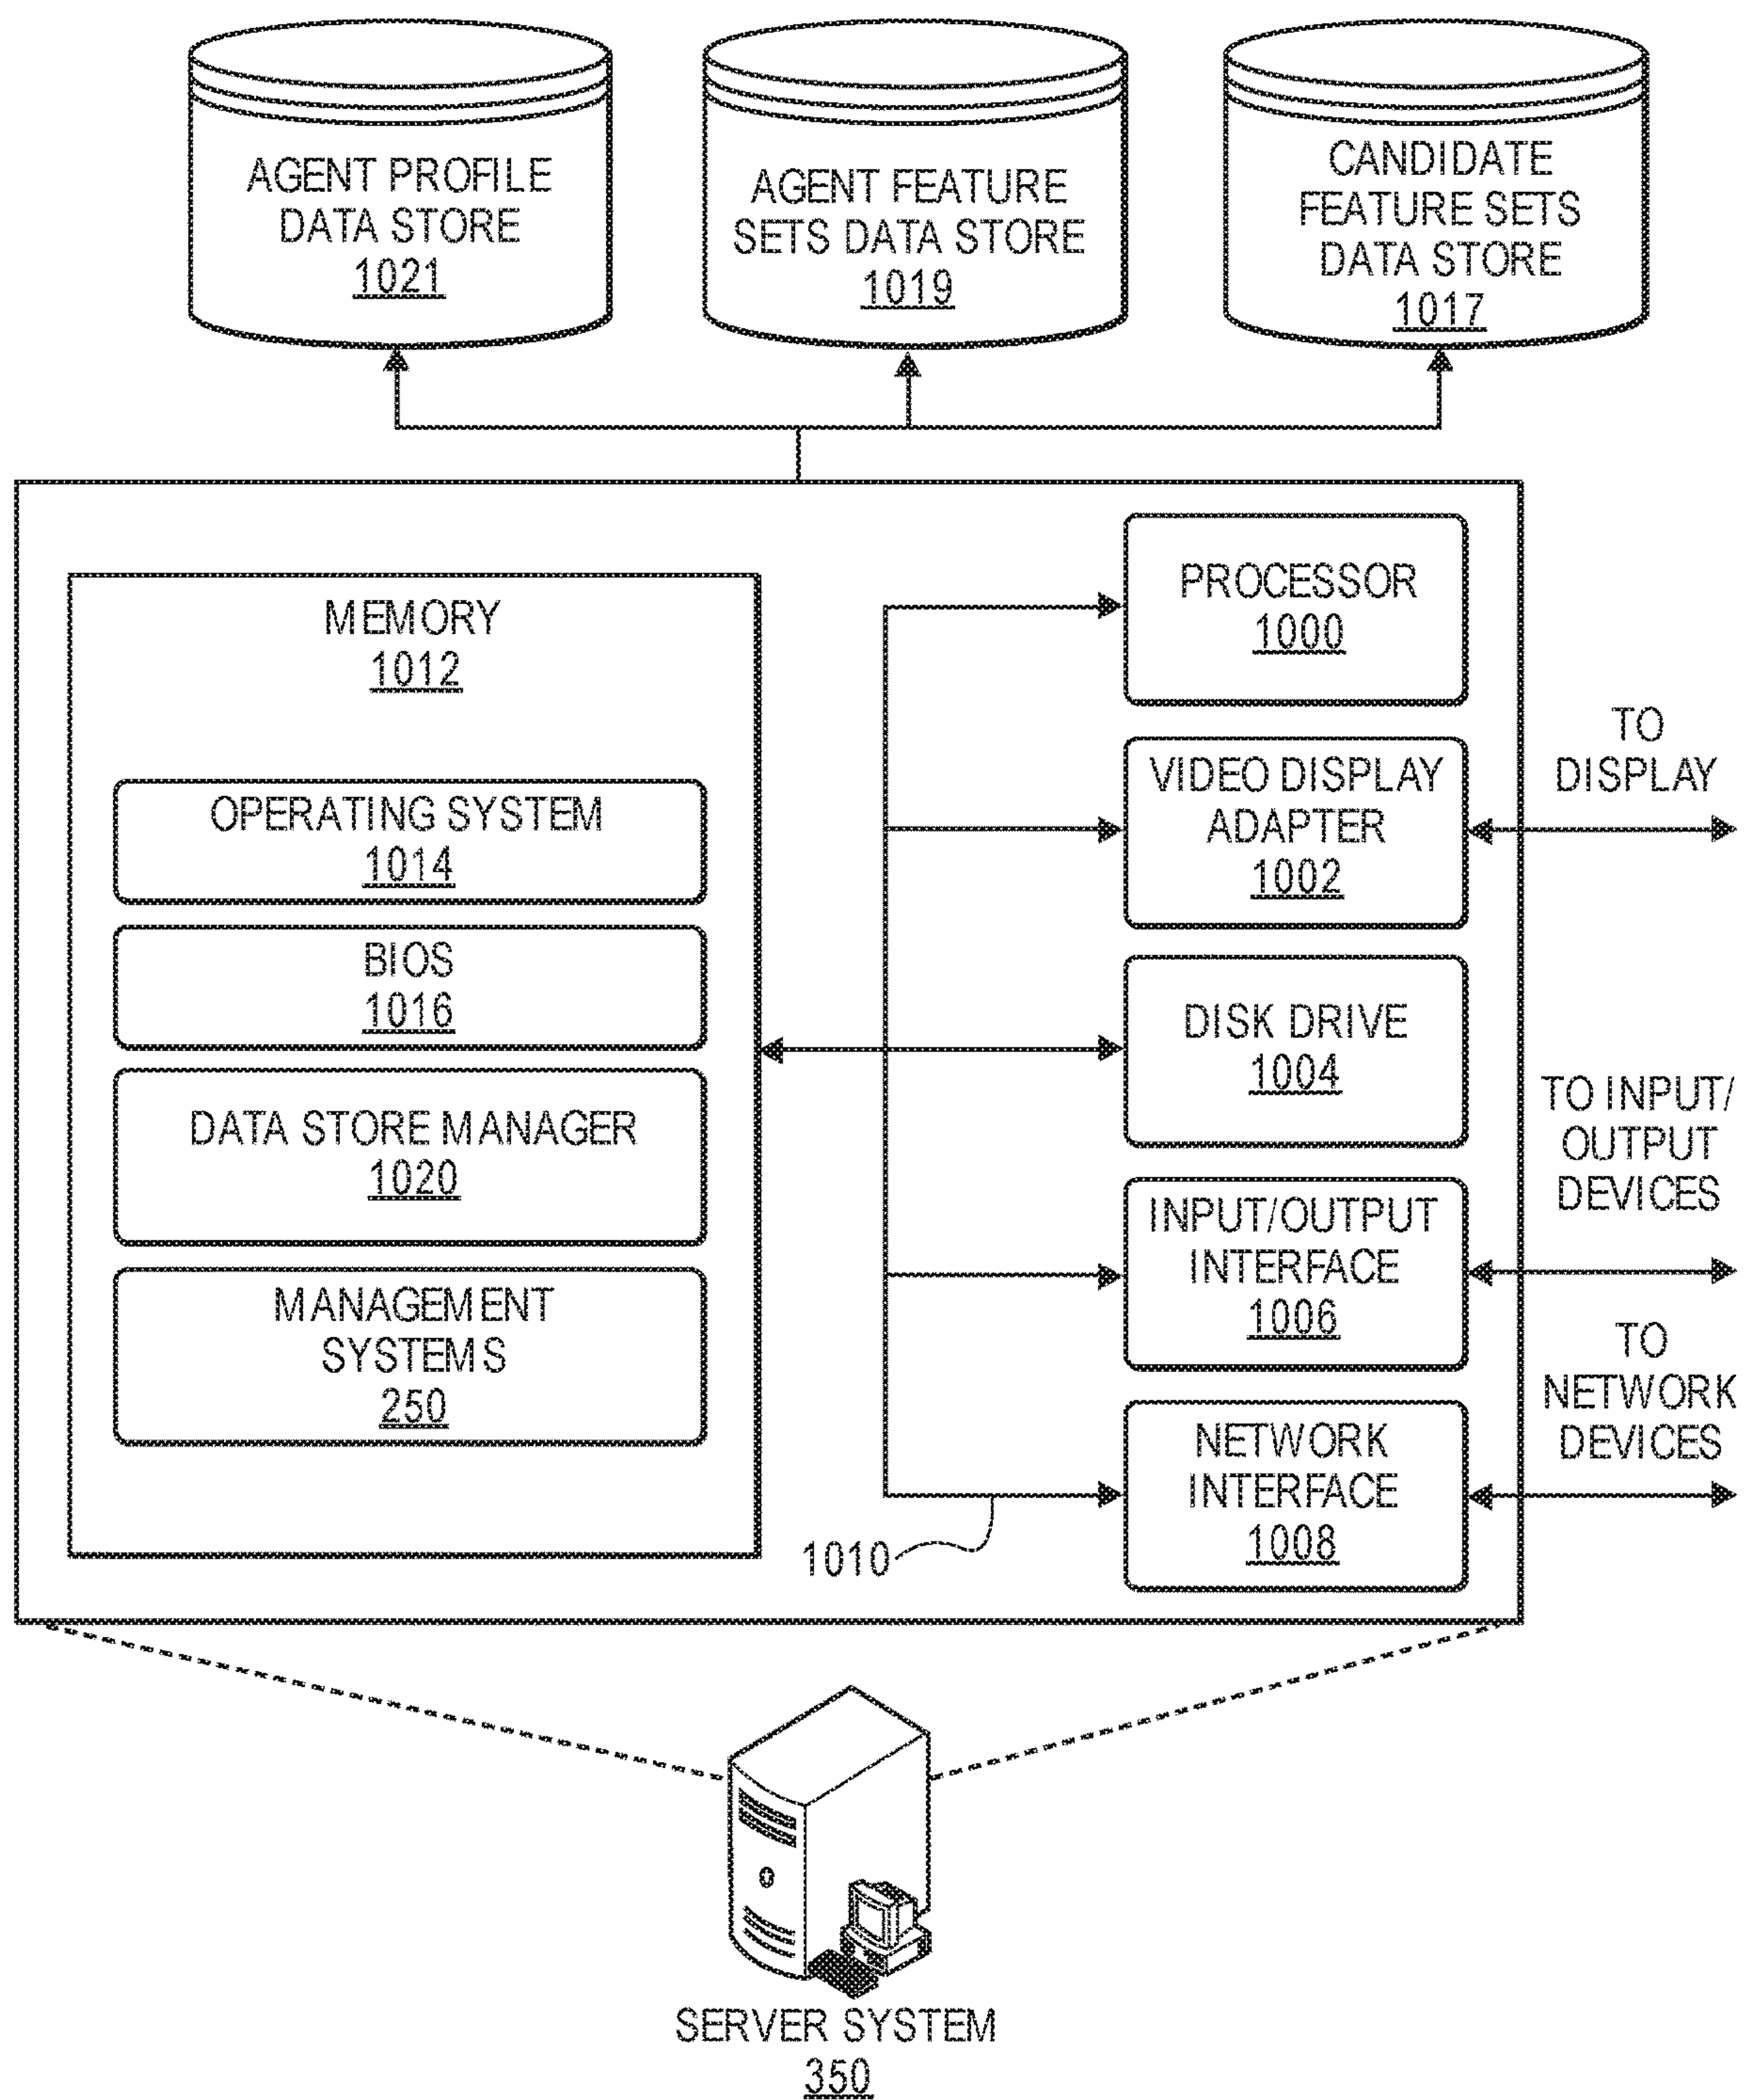 AGENT PROFILE
DATA STORE
1021
AGENT FEATURE
SETS DATA STORE
1019
CANDIDATE
FEATURE SETS
DATA STORE
1017
MEMORY
1012
OPERATING SYSTEM
1014
BIOS
1016
DATA STORE MANAGER
1020
MANAGEMENT
SYSTEMS
250
PROCESSOR
1000
VIDEO DISPLAY
ADAPTER
1002
DISK DRIVE
1004
INPUT/OUTPUT
INTERFACE
1006
NETWORK
INTERFACE
1008
1010
TO
DISPLAY
TO INPUT/
OUTPUT
DEVICES
TO
NETWORK
DEVICES
SERVER SYSTEM
350